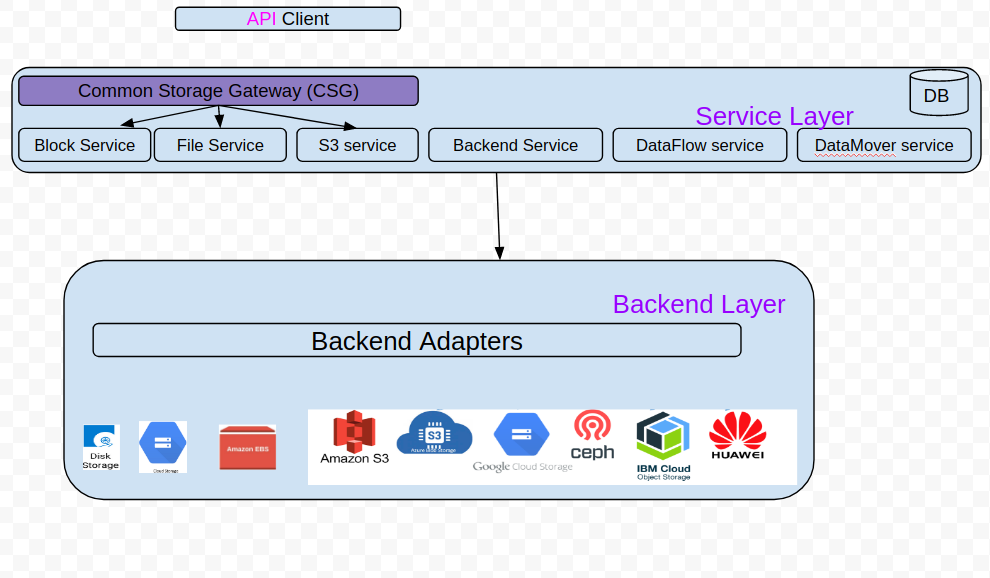 API Client
Common Storage Gateway (CSG)
DB
Service Layer
Block Service
File Service
S3 service
Backend Service
DataFlow service
DataMover service
Backend Layer
Backend Adapters
Disk
Storage
Cloud Storage
Amazon EBS
Amazon S3
S3
Azure Blob Storage
Google Cloud Storage
ceph
IBM Cloud
Object Storage
HUAWEI